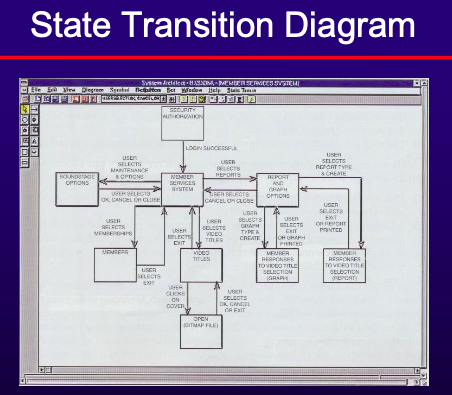 State Transition Diagram
System Architect
[MEMBER SERVICES SYSTEM]
File Edit View Diagram Symbol
Set Window Help
SECURITY
AUTHORIZATION
LOGIN SUCCESSFUL
USER
SELECTS
MAINTENANCE
& OPTIONS
USER
SELECTS
REPORTS
USER
SELECTS
REPORT TYPE
& CREATE
SOUNDSTAGE
OPTIONS
MEMBER
SERVICES
SYSTEM
REPORT
AND
GRAPH
OPTIONS
USER SELECTS
OK, CANCEL OR CLOSE
USER SELECTS
CANCEL OR CLOSE
USER
SELECTS
MEMBERSHIPS
USER
SELECTS
EXIT
USER
SELECTS
VIDEO
TITLES
USER
SELECTS
GRAPH
TYPE &
CREATE
USER
SELECTS
EXIT
OR GRAPH
PRINTED
USER
SELECTS
EXIT
OR REPORT
PRINTED
MEMBERS
USER
SELECTS
EXIT
VIDEO
TITLES
MEMBER
RESPONSES
TO VIDEO TITLE
SELECTION
(GRAPH)
MEMBER
RESPONSES
TO VIDEO TITLE
SELECTION
(REPORT)
USER
CLICKS
ON
COVER
USER
SELECTS
OK, CANCEL
OR EXIT
OPEN
(BITMAP FILE)